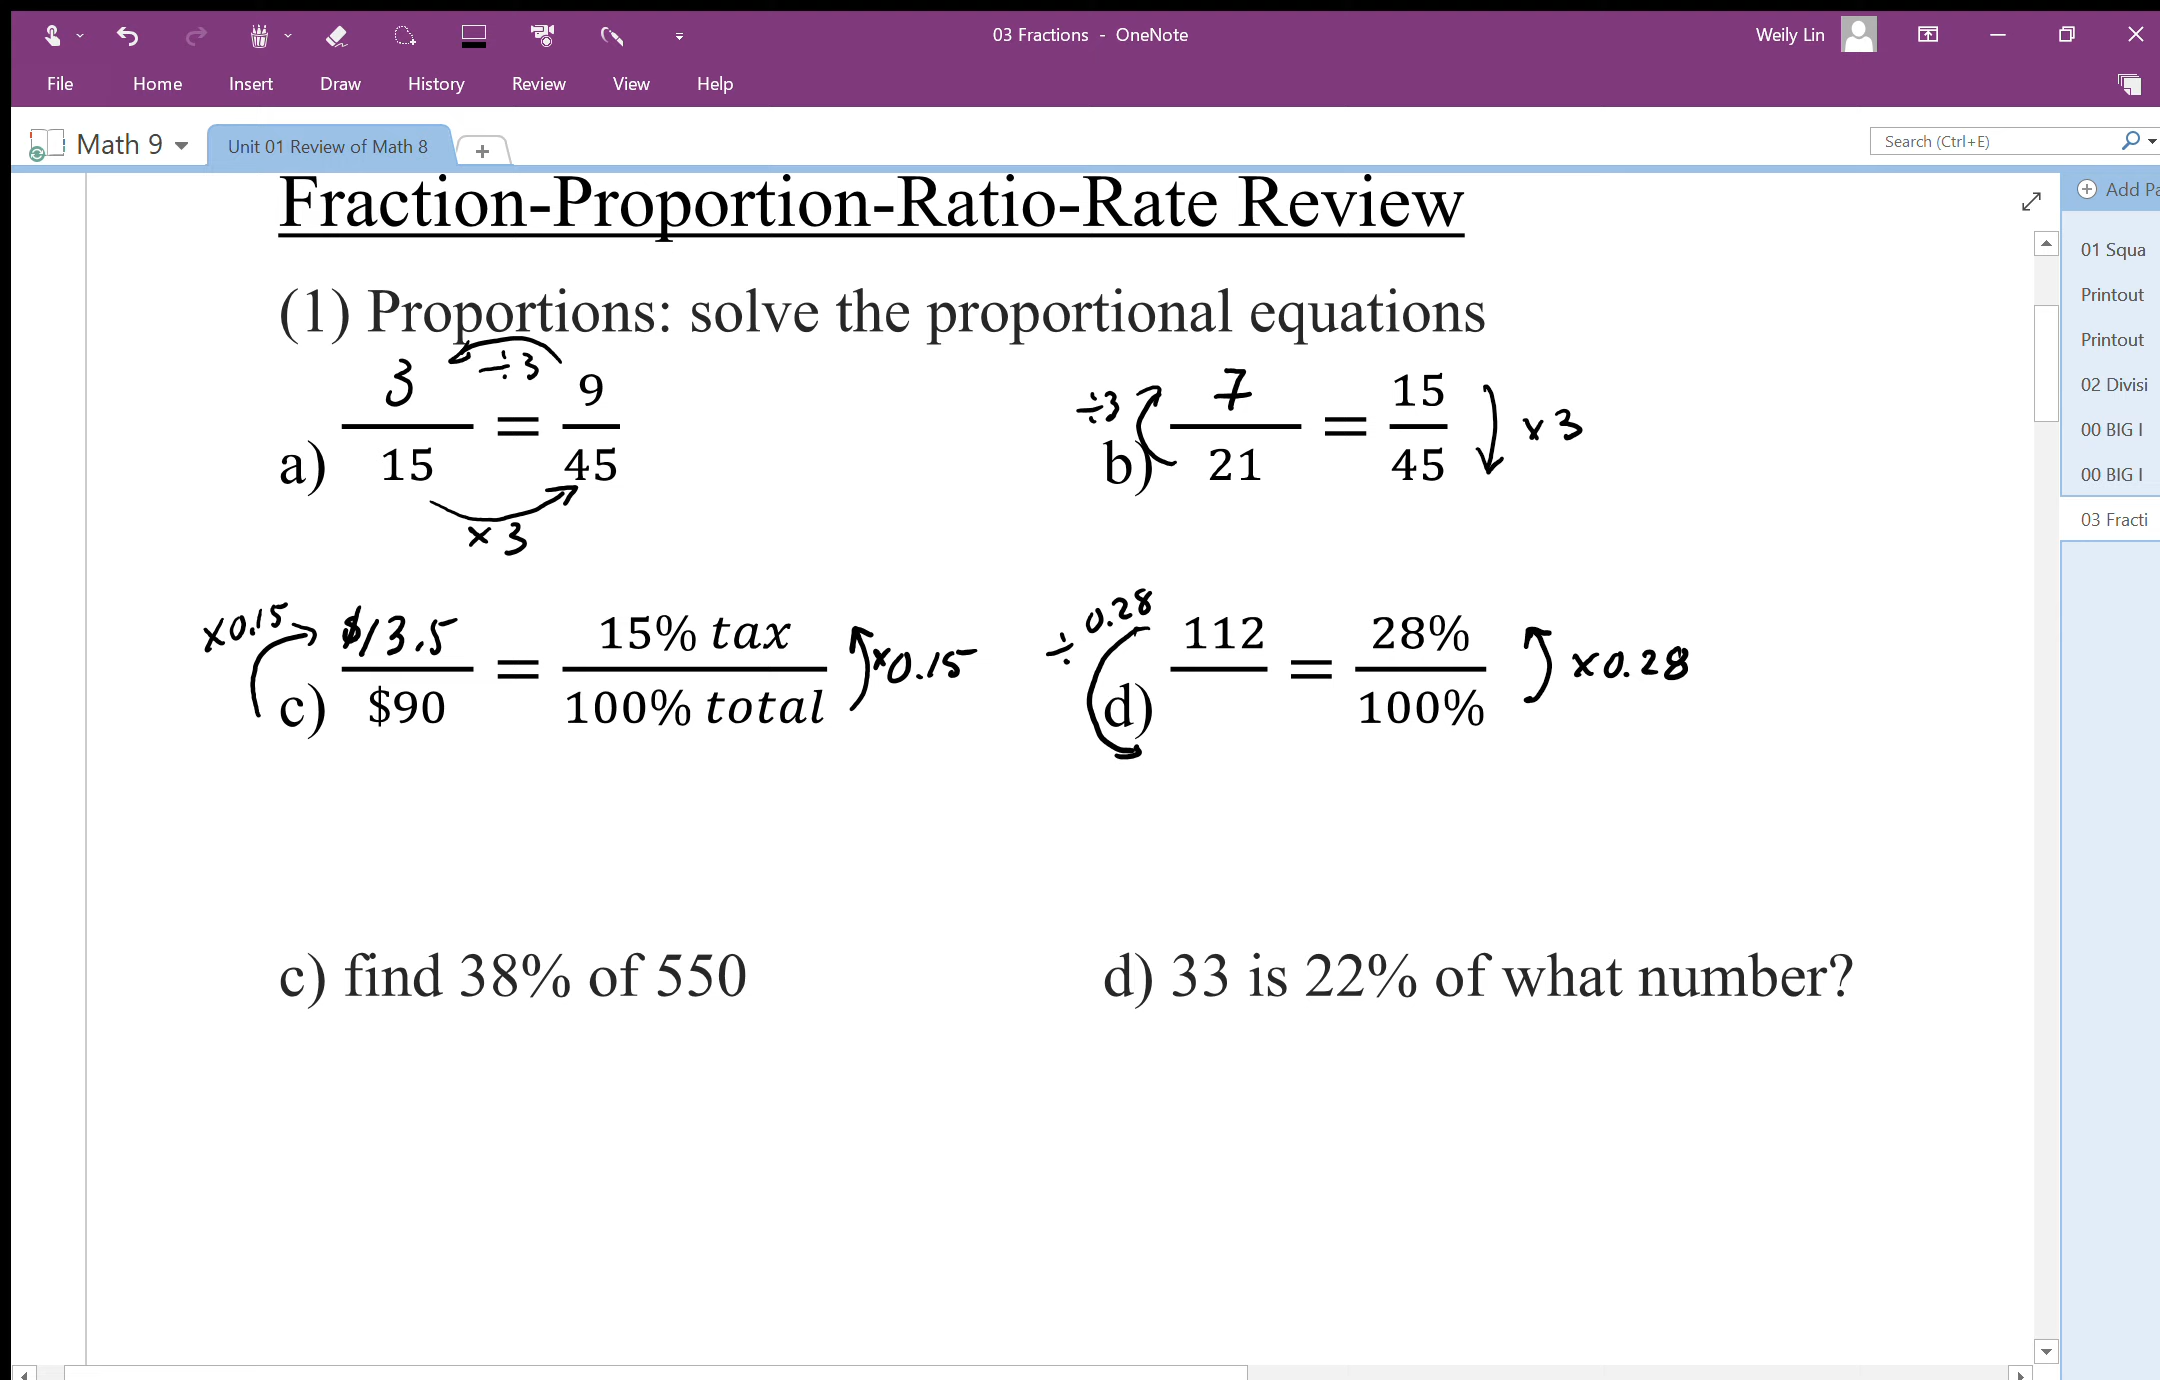 03 Fractions - OneNote
Weily Lin
File Home Insert Draw History Review View Help
Math 9
Unit 01 Review of Math 8
+
Search (Ctrl+E)
Add Pa
01 Squa
Printout
Printout
02 Divisi
00 BIG I
00 BIG I
03 Fracti
Fraction-Proportion-Ratio-Rate Review
(1) Proportions: solve the proportional equations
÷3
a) 3/15 = 9/45
×3
÷3
b) 7/21 = 15/45 ×3
×0.15
c) $13.5/$90 = 15% tax/100% total ×0.15
÷0.28
d) 112/ = 28%/100% ×0.28
c) find 38% of 550
d) 33 is 22% of what number?